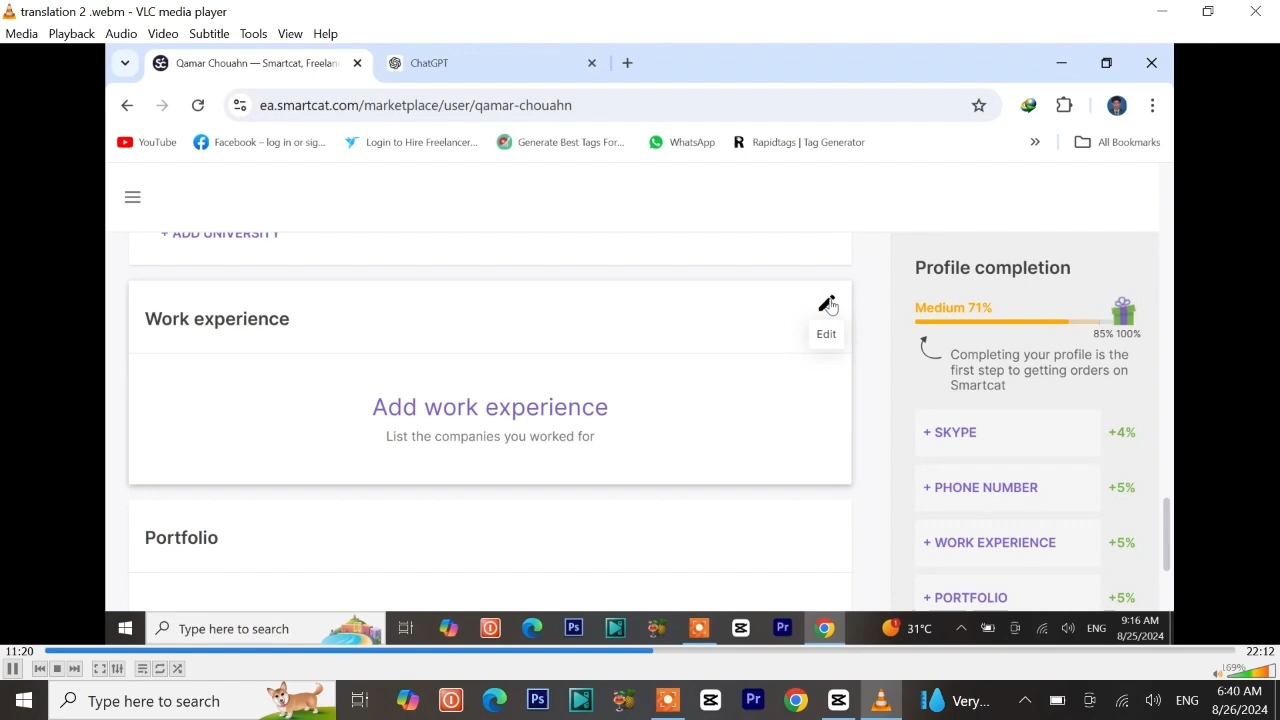 translation 2 .webm - VLC media player
Media Playback Audio Video Subtitle Tools View Help
Qamar Chouahn — Smartcat, Freelan
ChatGPT
ea.smartcat.com/marketplace/user/qamar-chouahn
YouTube
Facebook – log in or sig...
Login to Hire Freelancer...
Generate Best Tags For...
WhatsApp
Rapidtags | Tag Generator
»
All Bookmarks
+ ADD UNIVERSITY
Work experience
Edit
Add work experience
List the companies you worked for
Portfolio
Profile completion
Medium 71%
85% 100%
Completing your profile is the
first step to getting orders on
Smartcat
+ SKYPE +4%
+ PHONE NUMBER +5%
+ WORK EXPERIENCE +5%
+ PORTFOLIO +5%
Type here to search
Ps
Pr
31°C
ENG
9:16 AM
8/25/2024
11:20
22:12
169%
Type here to search
Ps
Pr
Very...
ENG
6:40 AM
8/26/2024